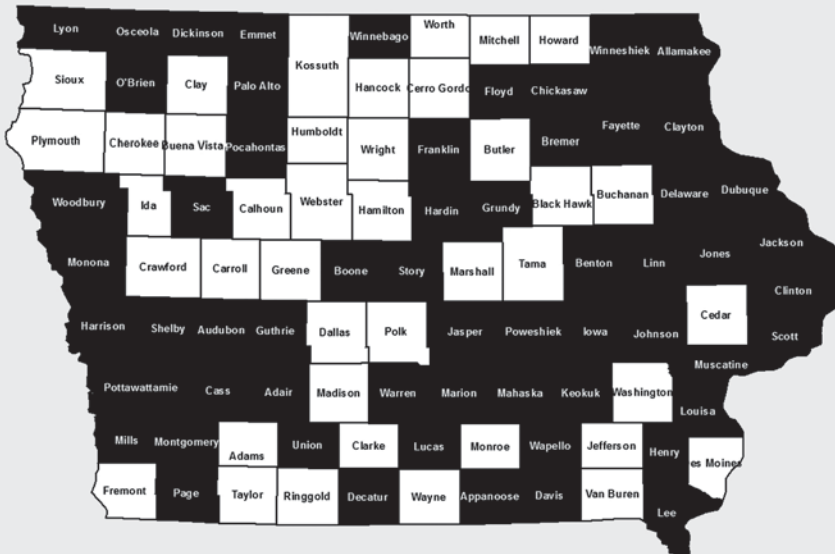 Lyon Osceola Dickinson Emmet Kossuth Winnebago Worth Mitchell Howard Winneshiek Allamakee
Sioux O'Brien Clay Palo Alto Hancock Cerro Gordo Floyd Chickasaw
Plymouth Cherokee Buena Vista Pocahontas Humboldt Wright Franklin Butler Bremer Fayette Clayton
Woodbury Ida Sac Calhoun Webster Hamilton Hardin Grundy Black Hawk Buchanan Delaware Dubuque
Monona Crawford Carroll Greene Boone Story Marshall Tama Benton Linn Jones Jackson
Clinton
Harrison Shelby Audubon Guthrie Dallas Polk Jasper Poweshiek Iowa Johnson Cedar Scott
Muscatine
Pottawattamie Cass Adair Madison Warren Marion Mahaska Keokuk Washington Louisa
Mills Montgomery Adams Union Clarke Lucas Monroe Wapello Jefferson Henry es Moines
Fremont Page Taylor Ringgold Decatur Wayne Appanoose Davis Van Buren Lee